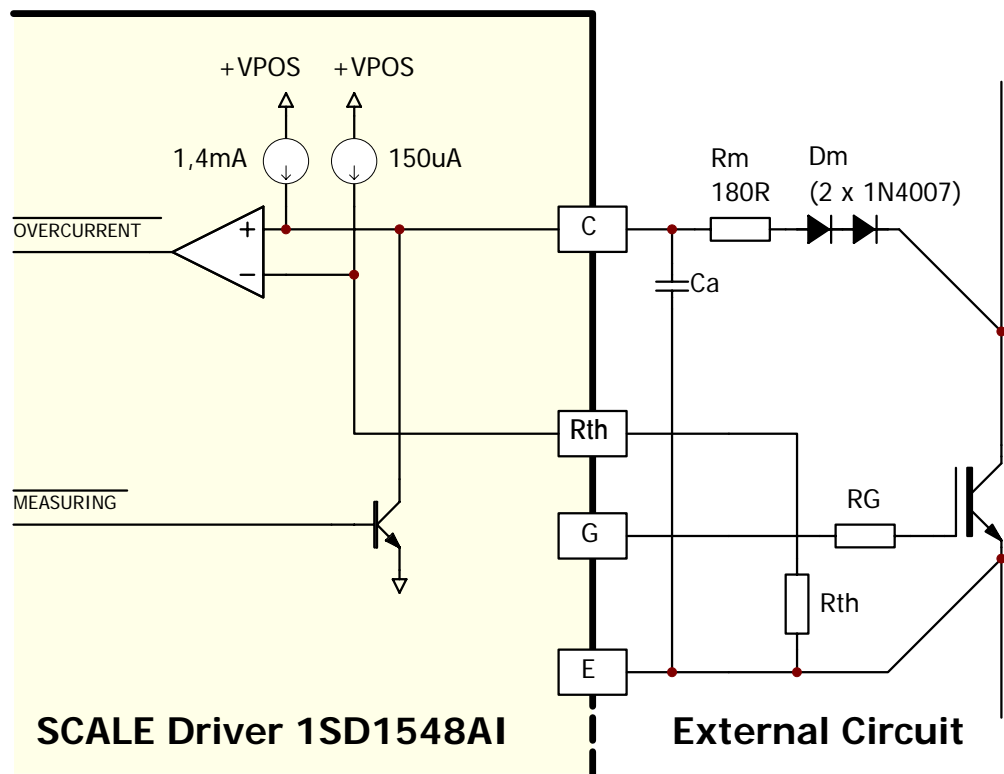 +VPOS +VPOS
1,4mA 150uA
Rm
180R
Dm
(2 x 1N4007)
OVERCURRENT
+
C
−
Ca
Rth
MEASURING
RG
G
Rth
E
SCALE Driver 1SD1548AI
External Circuit